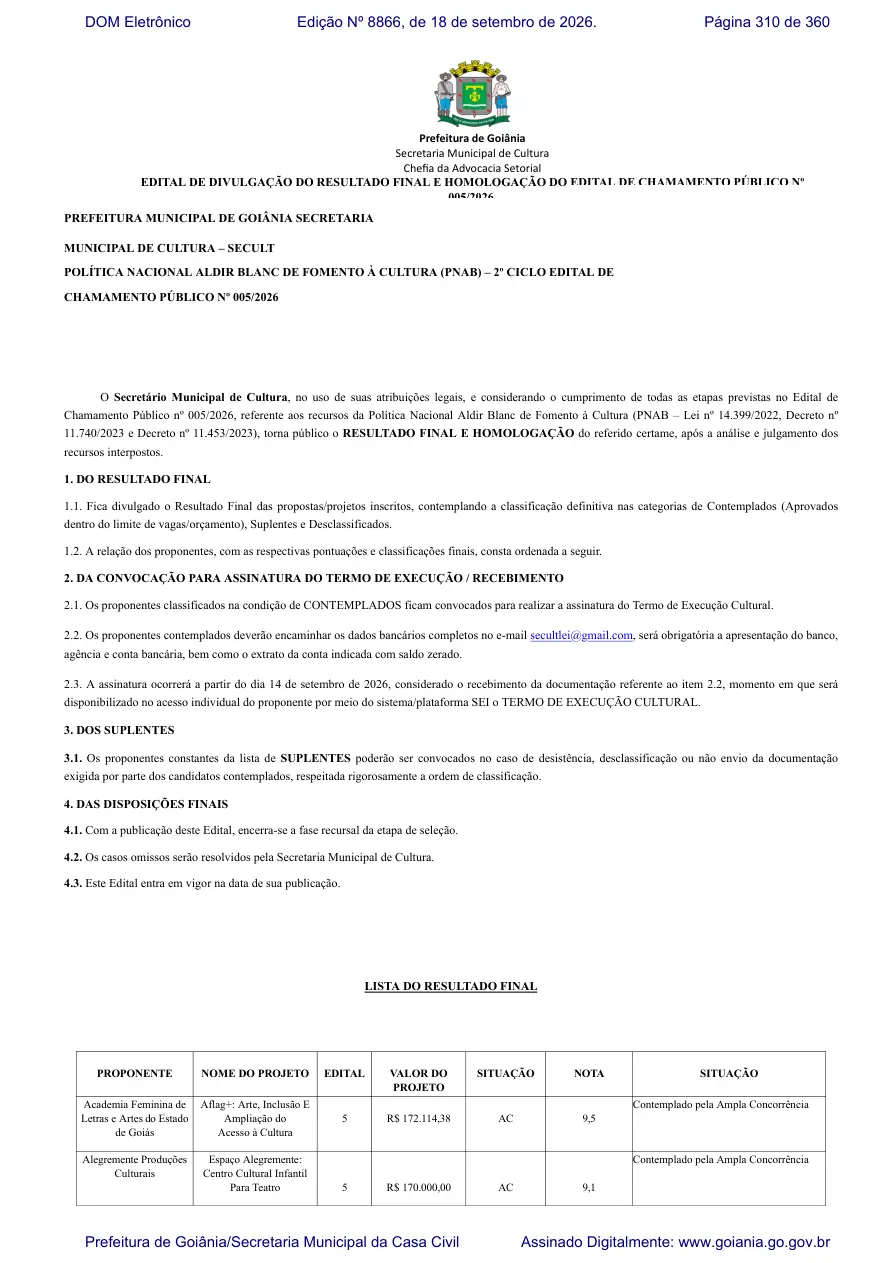 DOM Eletrônico Edição Nº 8866, de 18 de setembro de 2026. Página 310 de 360
Prefeitura de Goiânia
Secretaria Municipal de Cultura
Chefia da Advocacia Setorial
EDITAL DE DIVULGAÇÃO DO RESULTADO FINAL E HOMOLOGAÇÃO DO EDITAL DE CHAMAMENTO PÚBLICO Nº
005/2026
PREFEITURA MUNICIPAL DE GOIÂNIA SECRETARIA
MUNICIPAL DE CULTURA – SECULT
POLÍTICA NACIONAL ALDIR BLANC DE FOMENTO À CULTURA (PNAB) – 2º CICLO EDITAL DE
CHAMAMENTO PÚBLICO Nº 005/2026
O Secretário Municipal de Cultura, no uso de suas atribuições legais, e considerando o cumprimento de todas as etapas previstas no Edital de
Chamamento Público nº 005/2026, referente aos recursos da Política Nacional Aldir Blanc de Fomento à Cultura (PNAB – Lei nº 14.399/2022, Decreto nº
11.740/2023 e Decreto nº 11.453/2023), torna público o RESULTADO FINAL E HOMOLOGAÇÃO do referido certame, após a análise e julgamento dos
recursos interpostos.
1. DO RESULTADO FINAL
1.1. Fica divulgado o Resultado Final das propostas/projetos inscritos, contemplando a classificação definitiva nas categorias de Contemplados (Aprovados
dentro do limite de vagas/orçamento), Suplentes e Desclassificados.
1.2. A relação dos proponentes, com as respectivas pontuações e classificações finais, consta ordenada a seguir.
2. DA CONVOCAÇÃO PARA ASSINATURA DO TERMO DE EXECUÇÃO / RECEBIMENTO
2.1. Os proponentes classificados na condição de CONTEMPLADOS ficam convocados para realizar a assinatura do Termo de Execução Cultural.
2.2. Os proponentes contemplados deverão encaminhar os dados bancários completos no e-mail secultlei@gmail.com, será obrigatória a apresentação do banco,
agência e conta bancária, bem como o extrato da conta indicada com saldo zerado.
2.3. A assinatura ocorrerá a partir do dia 14 de setembro de 2026, considerado o recebimento da documentação referente ao item 2.2, momento em que será
disponibilizado no acesso individual do proponente por meio do sistema/plataforma SEI o TERMO DE EXECUÇÃO CULTURAL.
3. DOS SUPLENTES
3.1. Os proponentes constantes da lista de SUPLENTES poderão ser convocados no caso de desistência, desclassificação ou não envio da documentação
exigida por parte dos candidatos contemplados, respeitada rigorosamente a ordem de classificação.
4. DAS DISPOSIÇÕES FINAIS
4.1. Com a publicação deste Edital, encerra-se a fase recursal da etapa de seleção.
4.2. Os casos omissos serão resolvidos pela Secretaria Municipal de Cultura.
4.3. Este Edital entra em vigor na data de sua publicação.
LISTA DO RESULTADO FINAL
PROPONENTE NOME DO PROJETO EDITAL VALOR DO PROJETO SITUAÇÃO NOTA SITUAÇÃO
Academia Feminina de Aflag+: Arte, Inclusão E Contemplado pela Ampla Concorrência
Letras e Artes do Estado Ampliação do 5 R$ 172.114,38 AC 9,5
de Goiás Acesso à Cultura
Alegremente Produções Espaço Alegremente: Contemplado pela Ampla Concorrência
Culturais Centro Cultural Infantil
Para Teatro 5 R$ 170.000,00 AC 9,1
Prefeitura de Goiânia/Secretaria Municipal da Casa Civil Assinado Digitalmente: www.goiania.go.gov.br